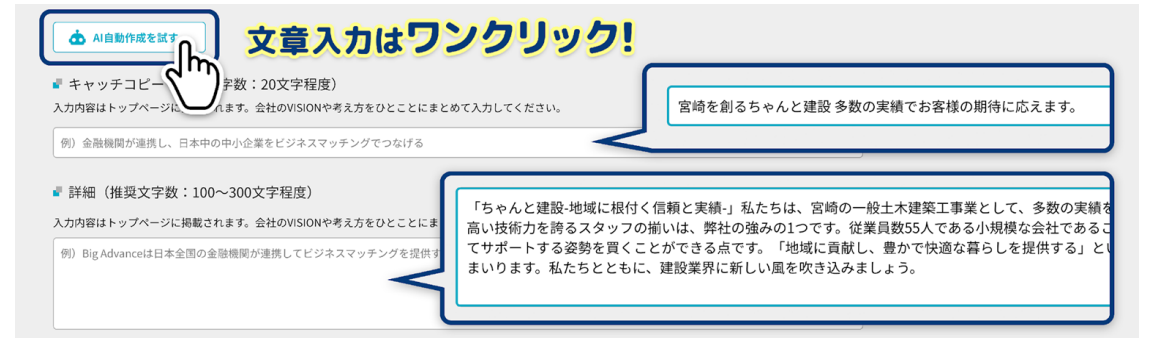 AI自動作成を試す
文章入力はワンクリック!
キャッチコピー 字数：20文字程度）
入力内容はトップページに されます。会社のVISIONや考え方をひとことにまとめて入力してください。
宮崎を創るちゃんと建設 多数の実績でお客様の期待に応えます。
例）金融機関が連携し、日本中の中小企業をビジネスマッチングでつなげる
詳細（推奨文字数：100〜300文字程度）
入力内容はトップページに掲載されます。会社のVISIONや考え方をひとことにま
例）Big Advanceは日本全国の金融機関が連携してビジネスマッチングを提供す
「ちゃんと建設-地域に根付く信頼と実績-」私たちは、宮崎の一般土木建築工事業として、多数の実績を
高い技術力を誇るスタッフの揃いは、弊社の強みの1つです。従業員数55人である小規模な会社であるこ
てサポートする姿勢を買くことができる点です。「地域に貢献し、豊かで快適な暮らしを提供する」とい
まいります。私たちとともに、建設業界に新しい風を吹き込みましょう。